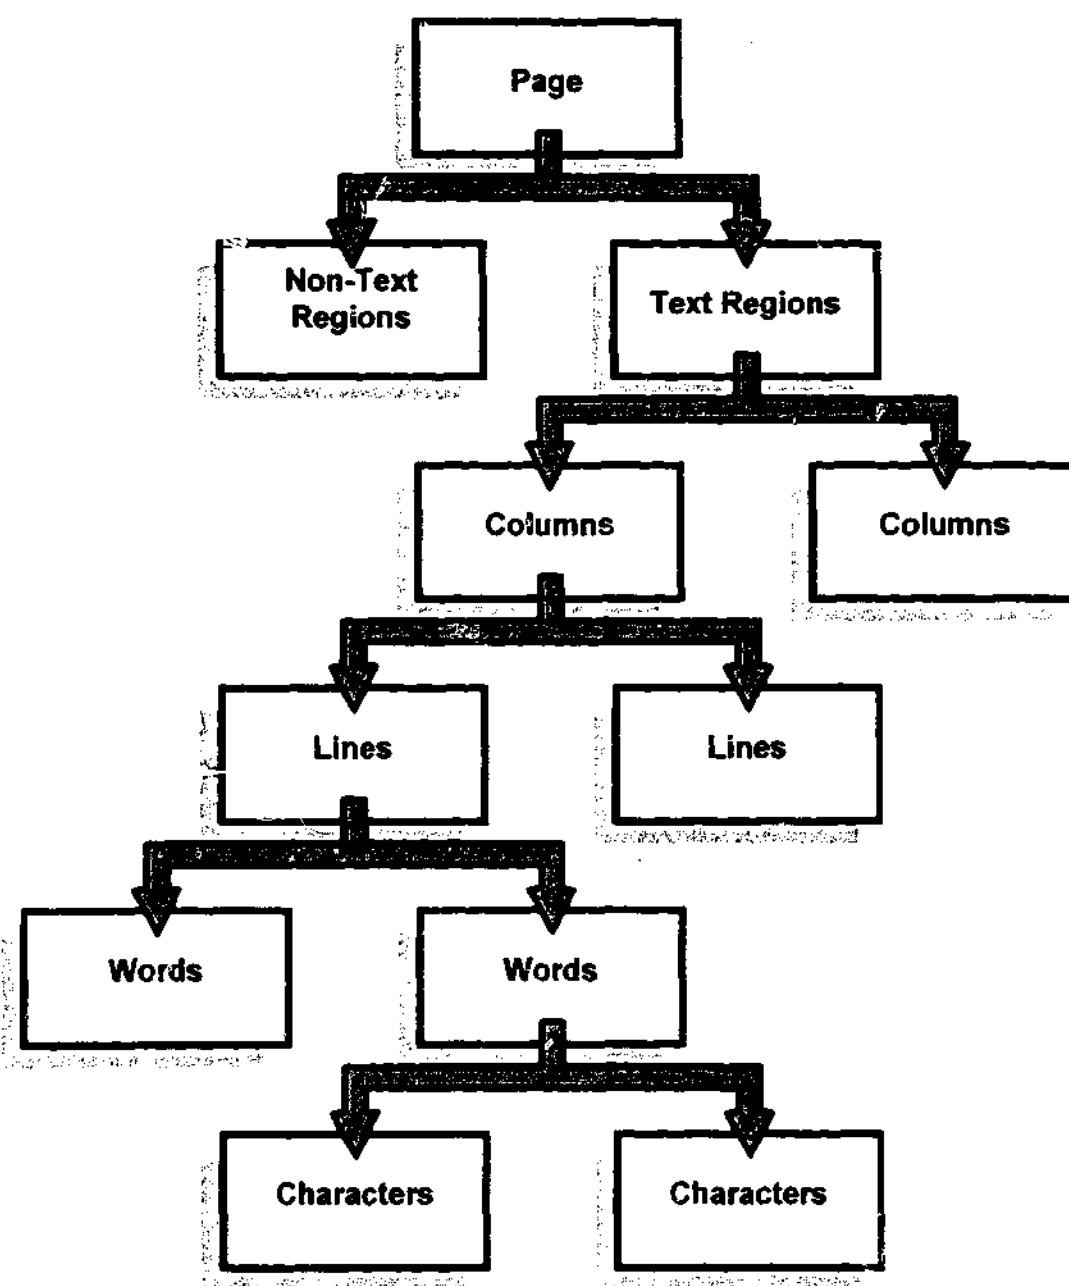 Page
Non-Text
Regions
Text Regions
Columns
Columns
Lines
Lines
Words
Words
Characters
Characters